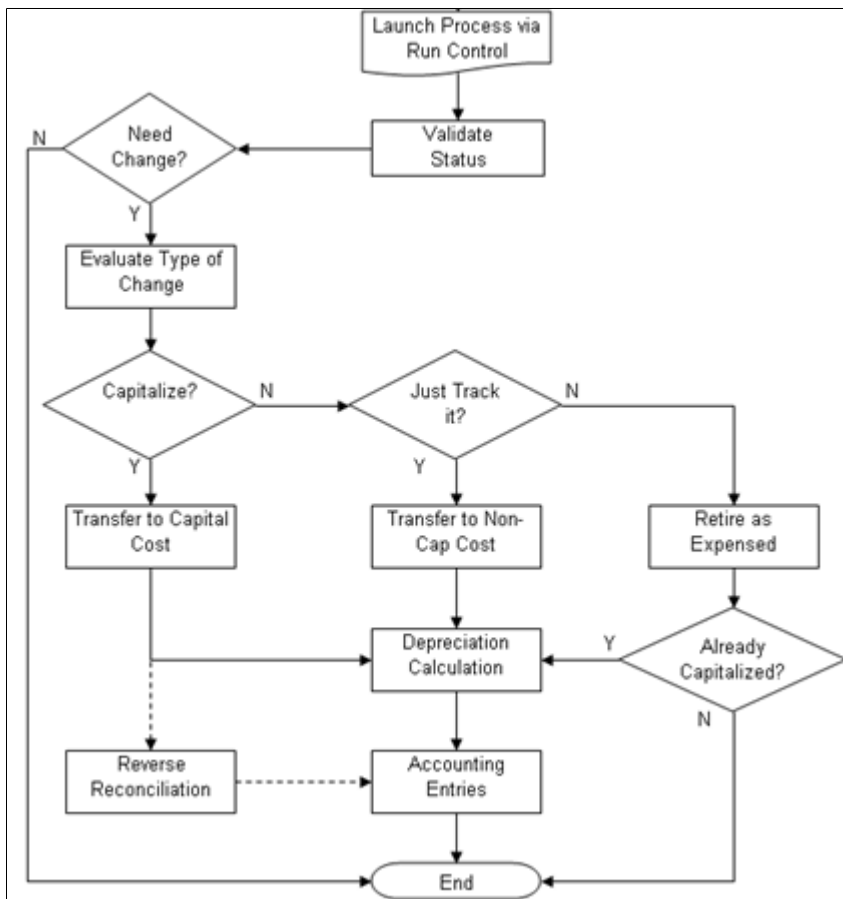 Launch Process via
Run Control
Validate
Status
Need
Change?
N
Y
Evaluate Type of
Change
Capitalize?
N
Just Track
it?
N
Y
Y
Transfer to Capital
Cost
Transfer to Non-
Cap Cost
Retire as
Expensed
Depreciation
Calculation
Y
Already
Capitalized?
N
Reverse
Reconciliation
Accounting
Entries
End